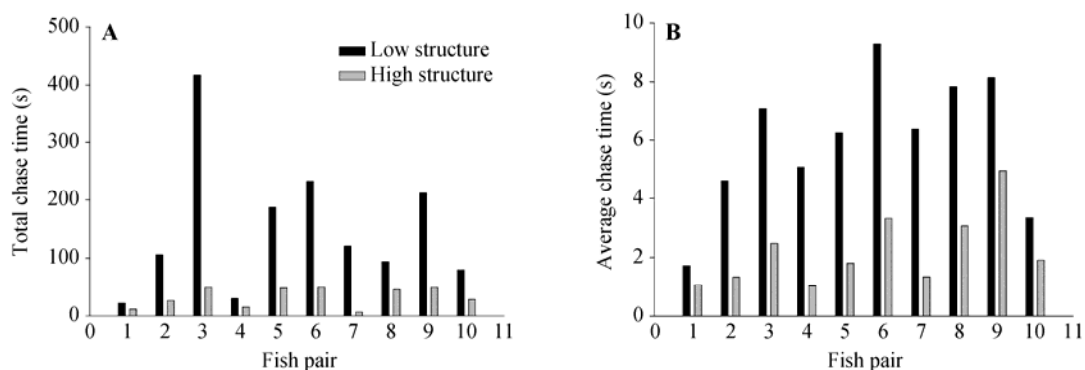 A
Total chase time (s)
500
400
300
200
100
0
Low structure
High structure
0 1 2 3 4 5 6 7 8 9 10 11
Fish pair
B
Average chase time (s)
10
8
6
4
2
0
0 1 2 3 4 5 6 7 8 9 10 11
Fish pair